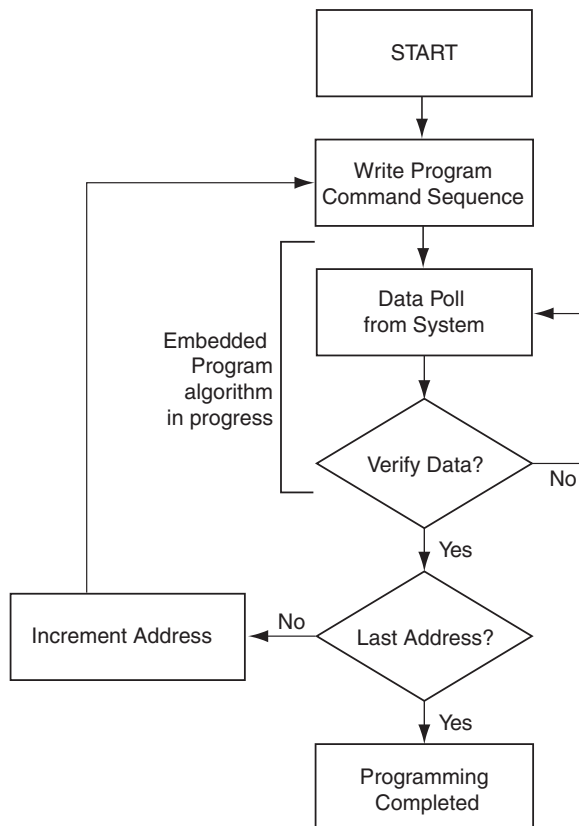 START
Write Program
Command Sequence
Data Poll
from System
Embedded
Program
algorithm
in progress
Verify Data?
No
Yes
Last Address?
No
Increment Address
Yes
Programming
Completed